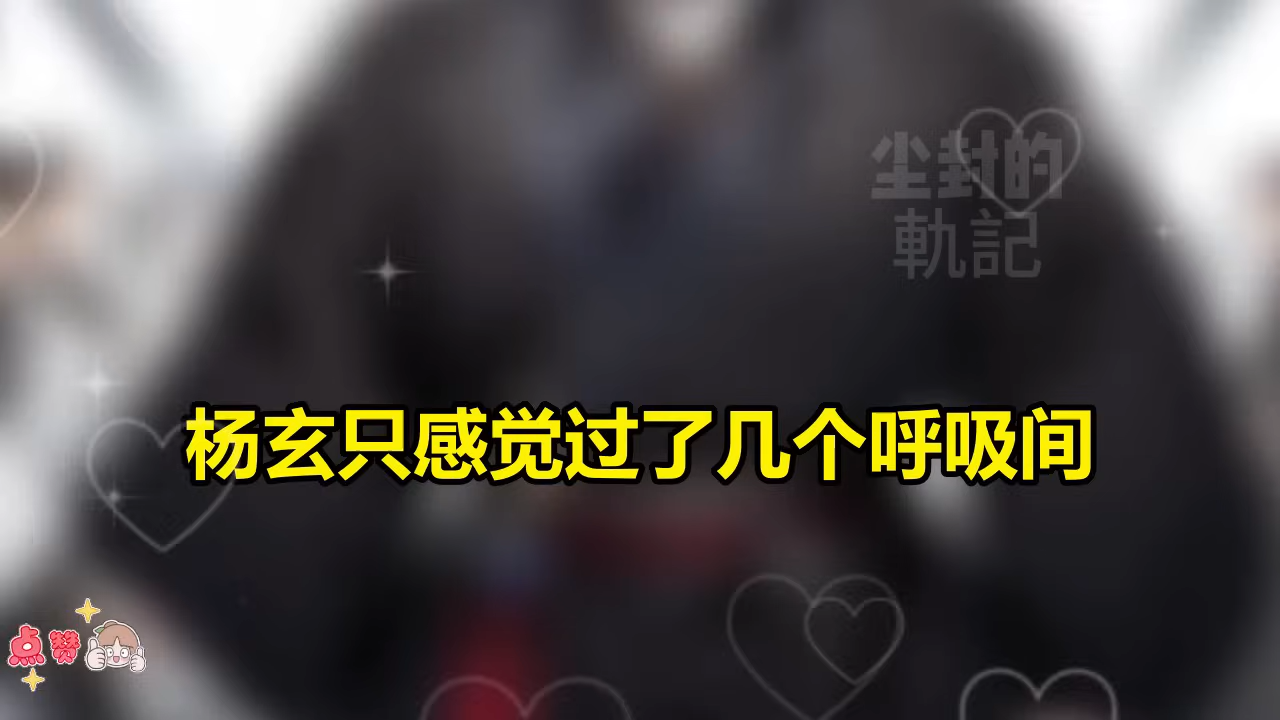 尘封的
軌記
杨玄只感觉过了几个呼吸间
点赞